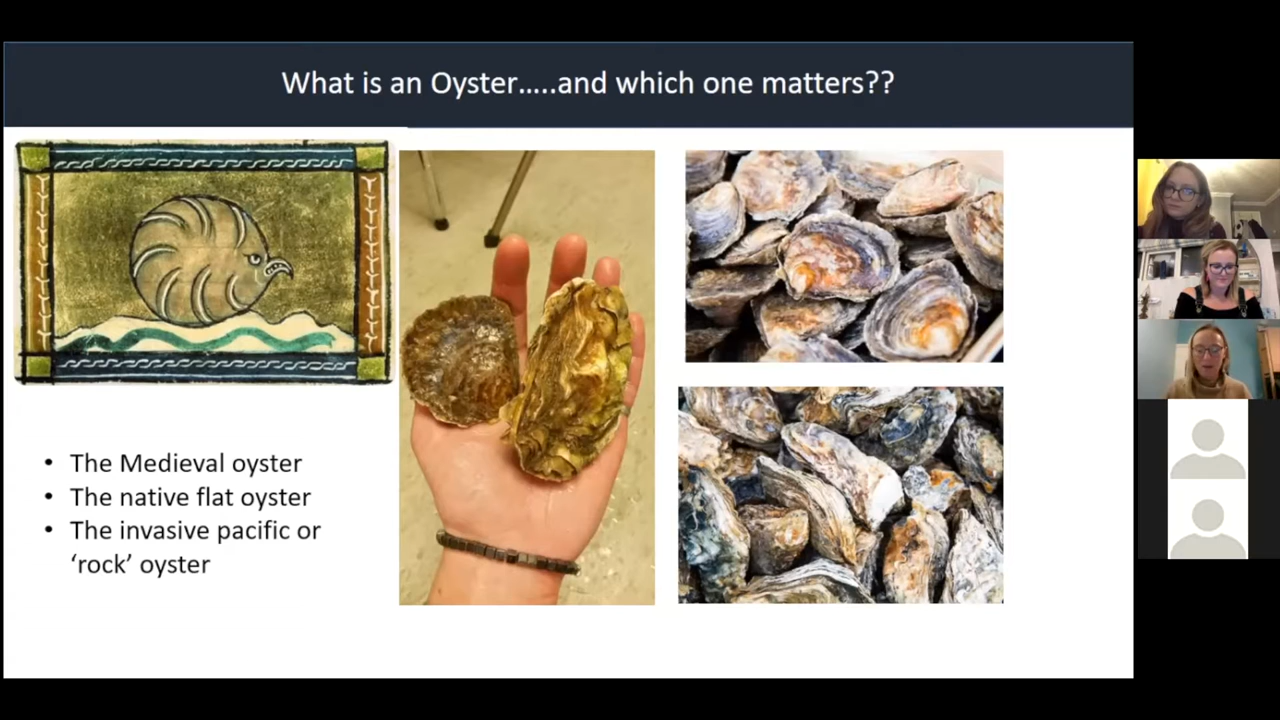 What is an Oyster.....and which one matters??
• The Medieval oyster
• The native flat oyster
• The invasive pacific or
‘rock’ oyster